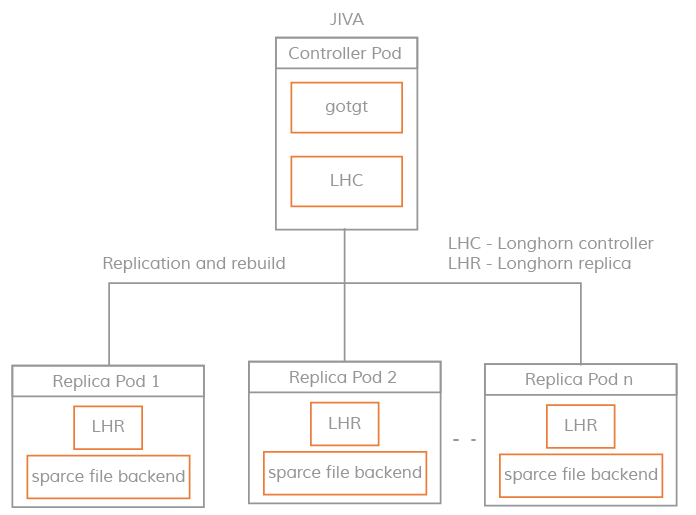 JIVA
Controller Pod
gotgt
LHC
LHC - Longhorn controller
LHR - Longhorn replica
Replication and rebuild
Replica Pod 1
LHR
sparce file backend
Replica Pod 2
LHR
sparce file backend
- -
Replica Pod n
LHR
sparce file backend